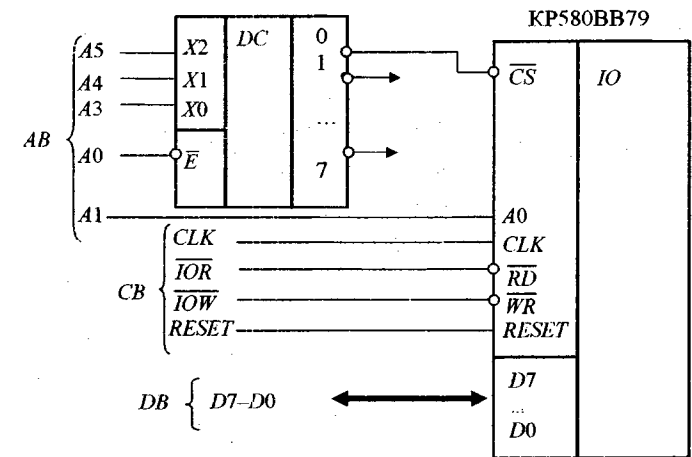 КР580ВВ79
AB
A5
A4
A3
A0
A1
X2
X1
X0
E
DC
0
1
...
7
CS
IO
A0
CLK
RD
WR
RESET
D7
...
D0
CB
CLK
IOR
IOW
RESET
DB
D7–D0